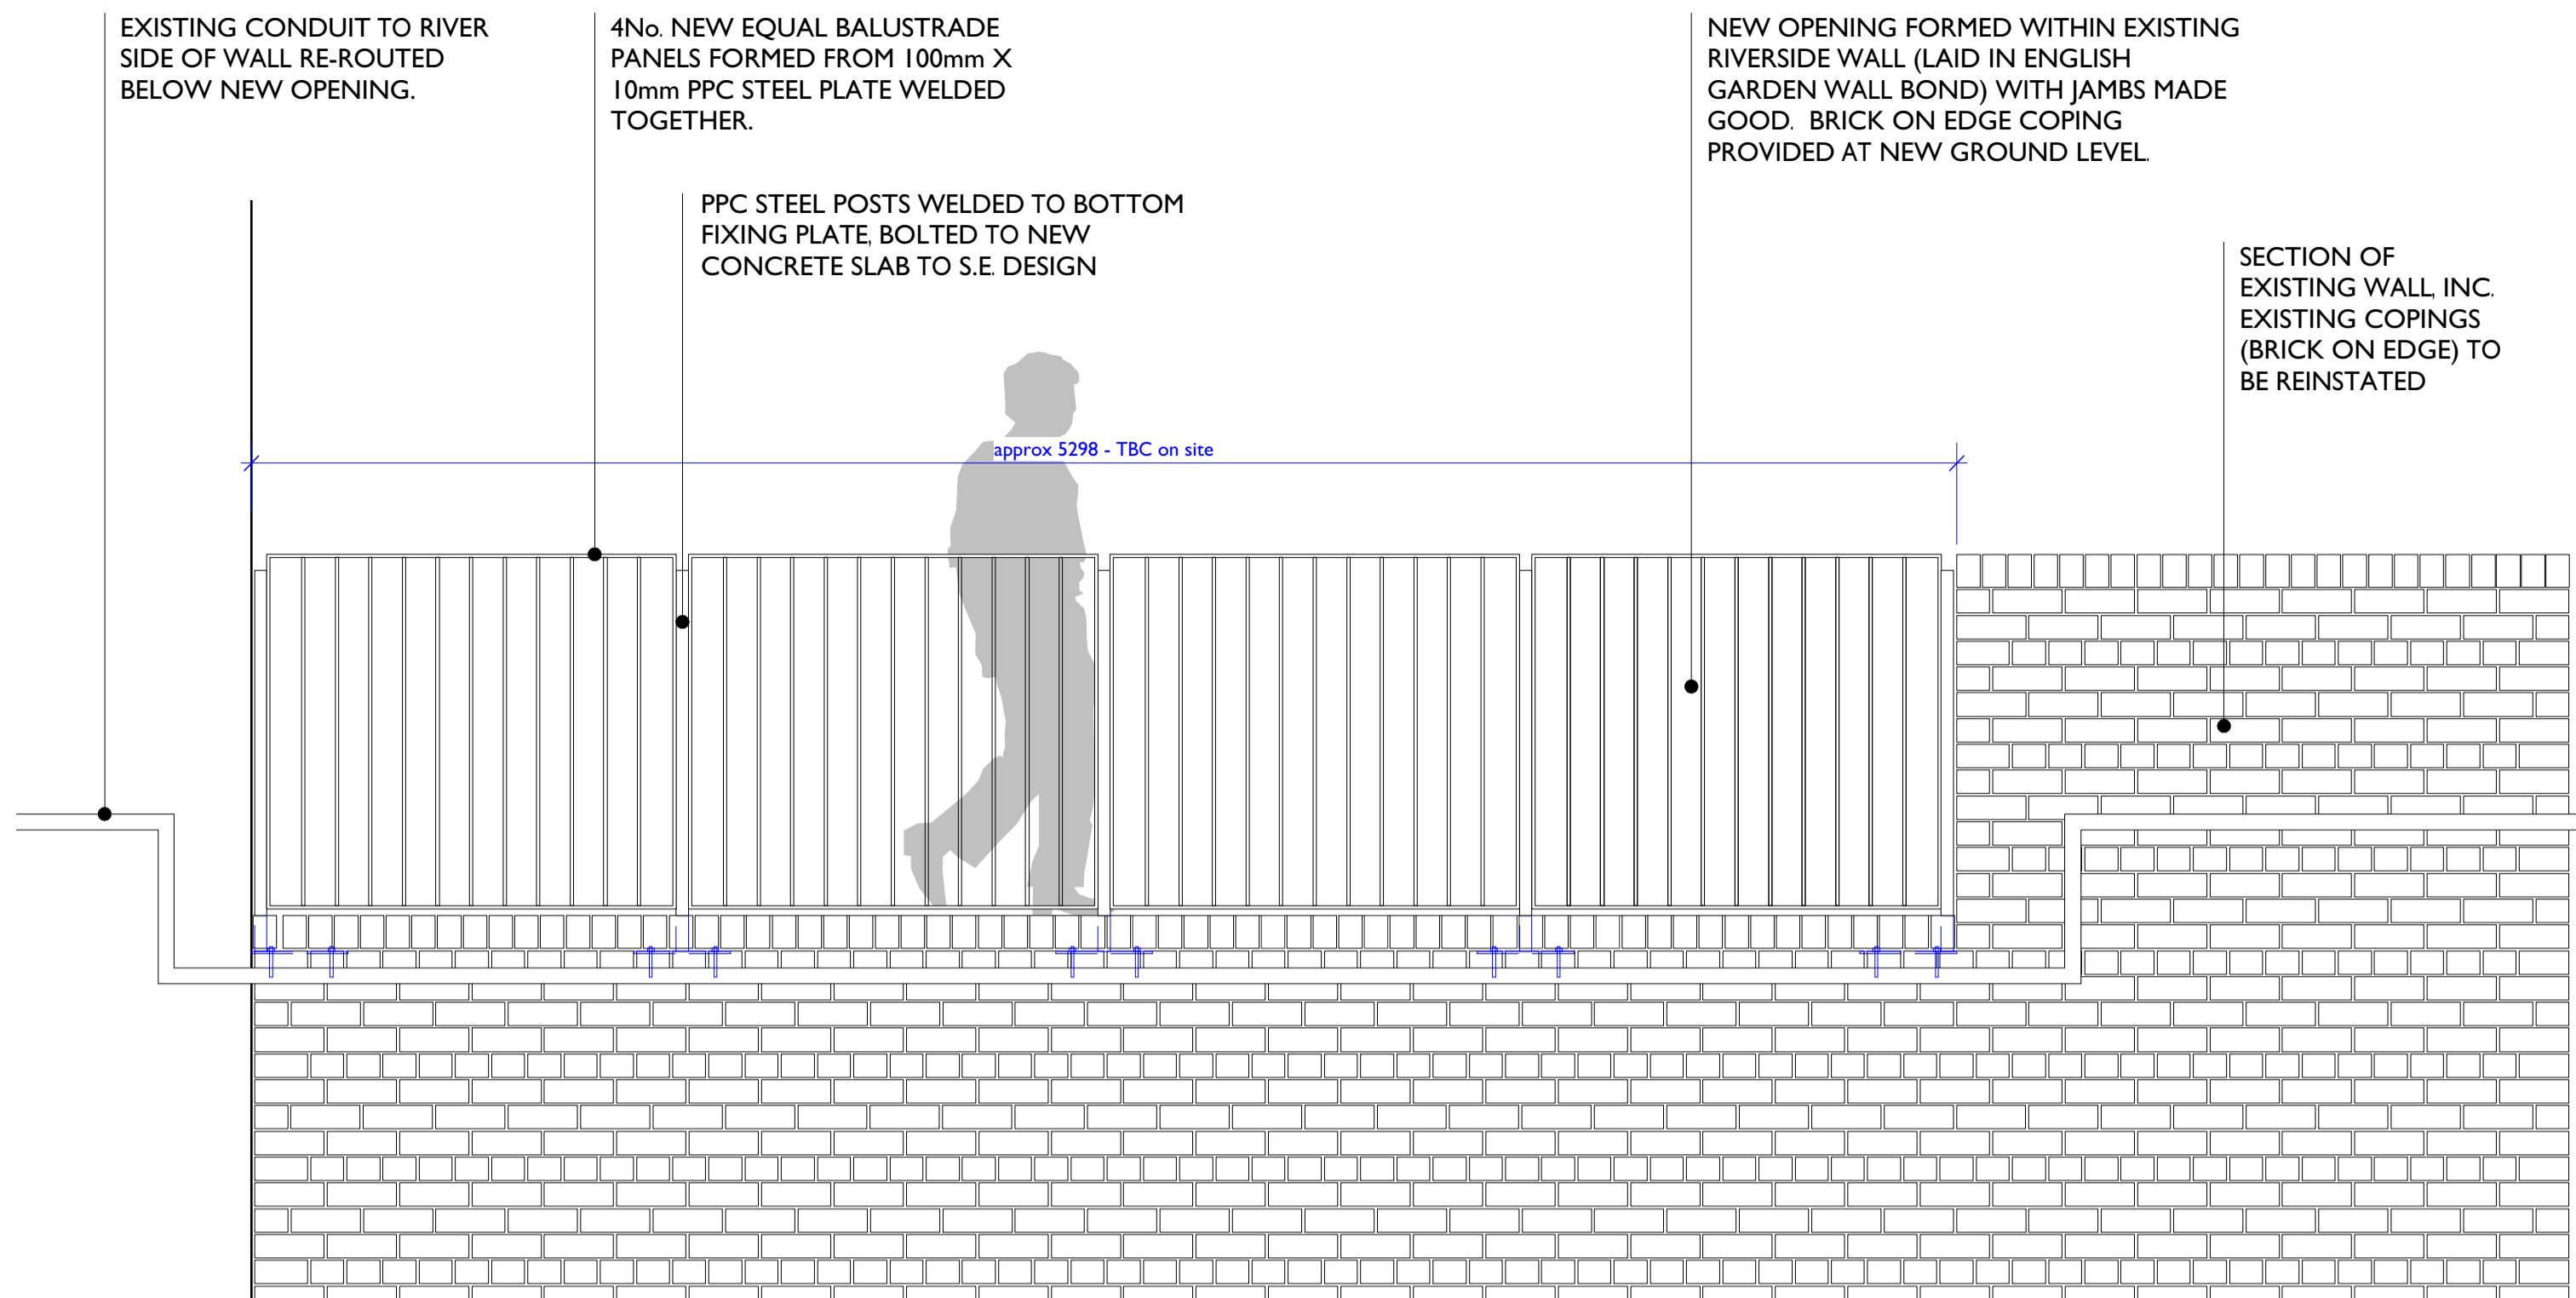 EXISTING CONDUIT TO RIVER
SIDE OF WALL RE-ROUTED
BELOW NEW OPENING.
4No. NEW EQUAL BALUSTRADE
PANELS FORMED FROM 100mm X
10mm PPC STEEL PLATE WELDED
TOGETHER.
PPC STEEL POSTS WELDED TO BOTTOM
FIXING PLATE, BOLTED TO NEW
CONCRETE SLAB TO S.E. DESIGN
NEW OPENING FORMED WITHIN EXISTING
RIVERSIDE WALL (LAID IN ENGLISH
GARDEN WALL BOND) WITH JAMBS MADE
GOOD.  BRICK ON EDGE COPING
PROVIDED AT NEW GROUND LEVEL.
SECTION OF
EXISTING WALL, INC.
EXISTING COPINGS
(BRICK ON EDGE) TO
BE REINSTATED
approx 5298 - TBC on site